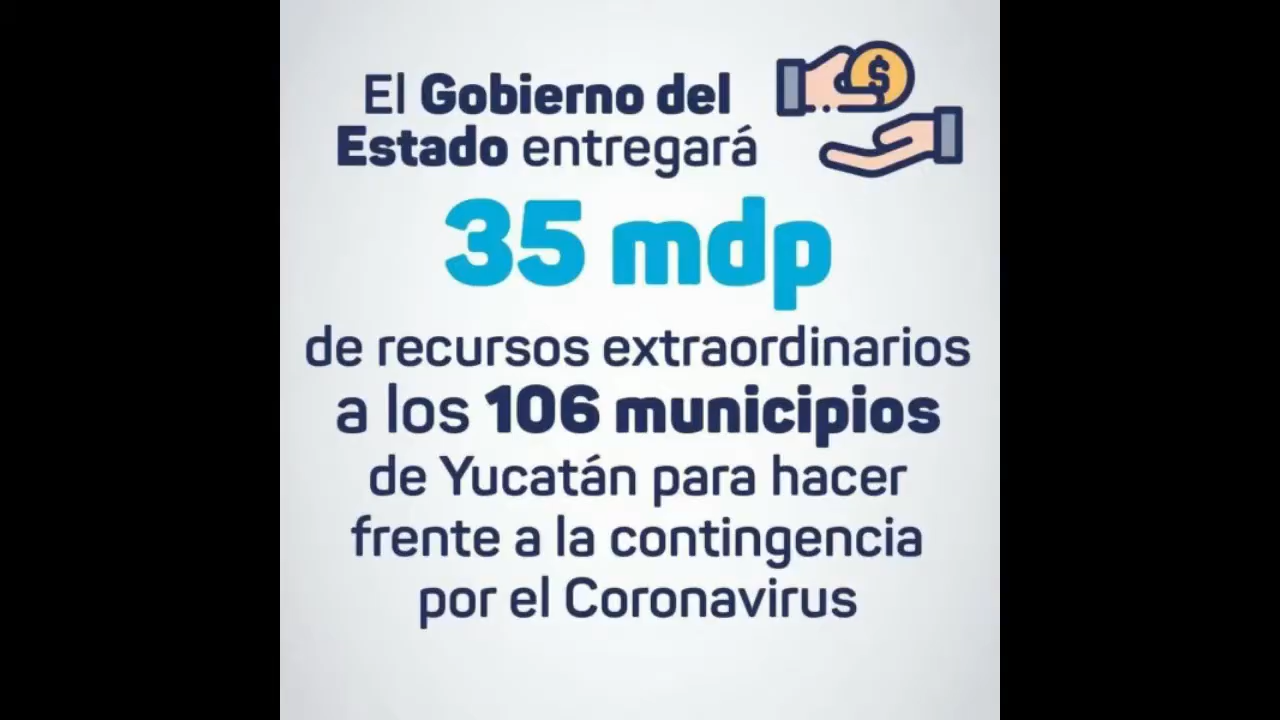 El Gobierno del
Estado entregará
35 mdp
de recursos extraordinarios
a los 106 municipios
de Yucatán para hacer
frente a la contingencia
por el Coronavirus